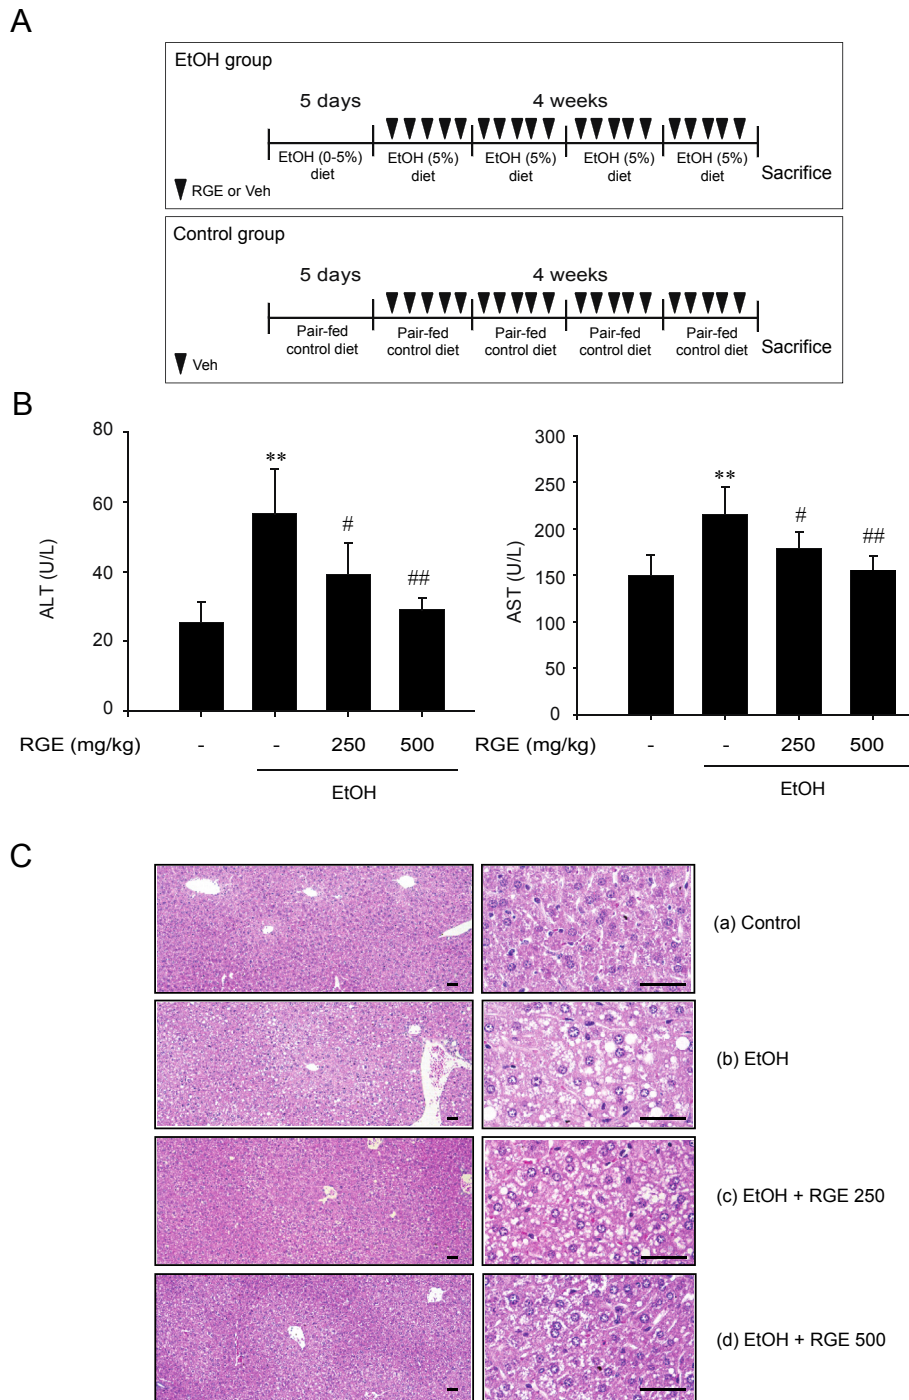 A
EtOH group
5 days 4 weeks
EtOH (0-5%) diet
EtOH (5%) diet
EtOH (5%) diet
EtOH (5%) diet
EtOH (5%) diet
Sacrifice
RGE or Veh
Control group
5 days 4 weeks
Pair-fed control diet
Pair-fed control diet
Pair-fed control diet
Pair-fed control diet
Pair-fed control diet
Sacrifice
Veh
B
ALT (U/L)
80
60
40
20
0
**
#
##
RGE (mg/kg) - - 250 500
EtOH
AST (U/L)
300
250
200
150
100
50
0
**
#
##
RGE (mg/kg) - - 250 500
EtOH
C
(a) Control
(b) EtOH
(c) EtOH + RGE 250
(d) EtOH + RGE 500